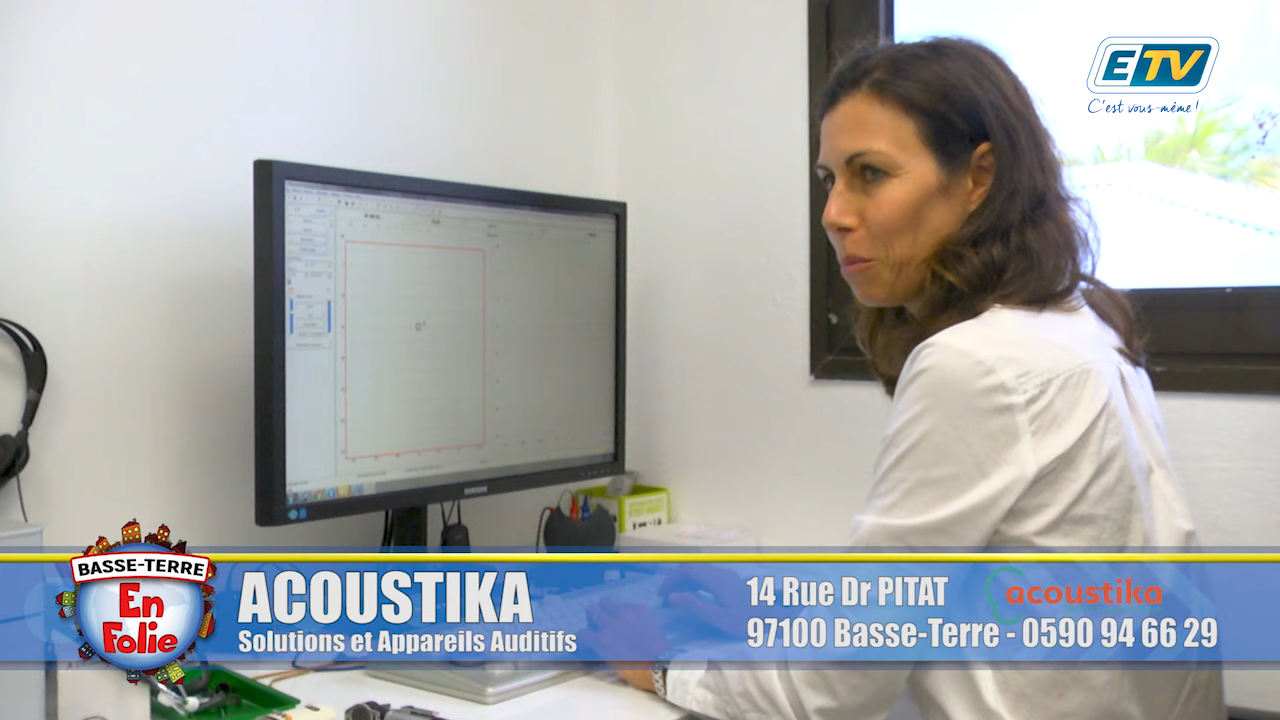 ETV
C'est vous-même !
SAMSUNG
BASSE-TERRE
En
Folie
ACOUSTIKA
Solutions et Appareils Auditifs
14 Rue Dr PITAT
acoustika
97100 Basse-Terre - 0590 94 66 29